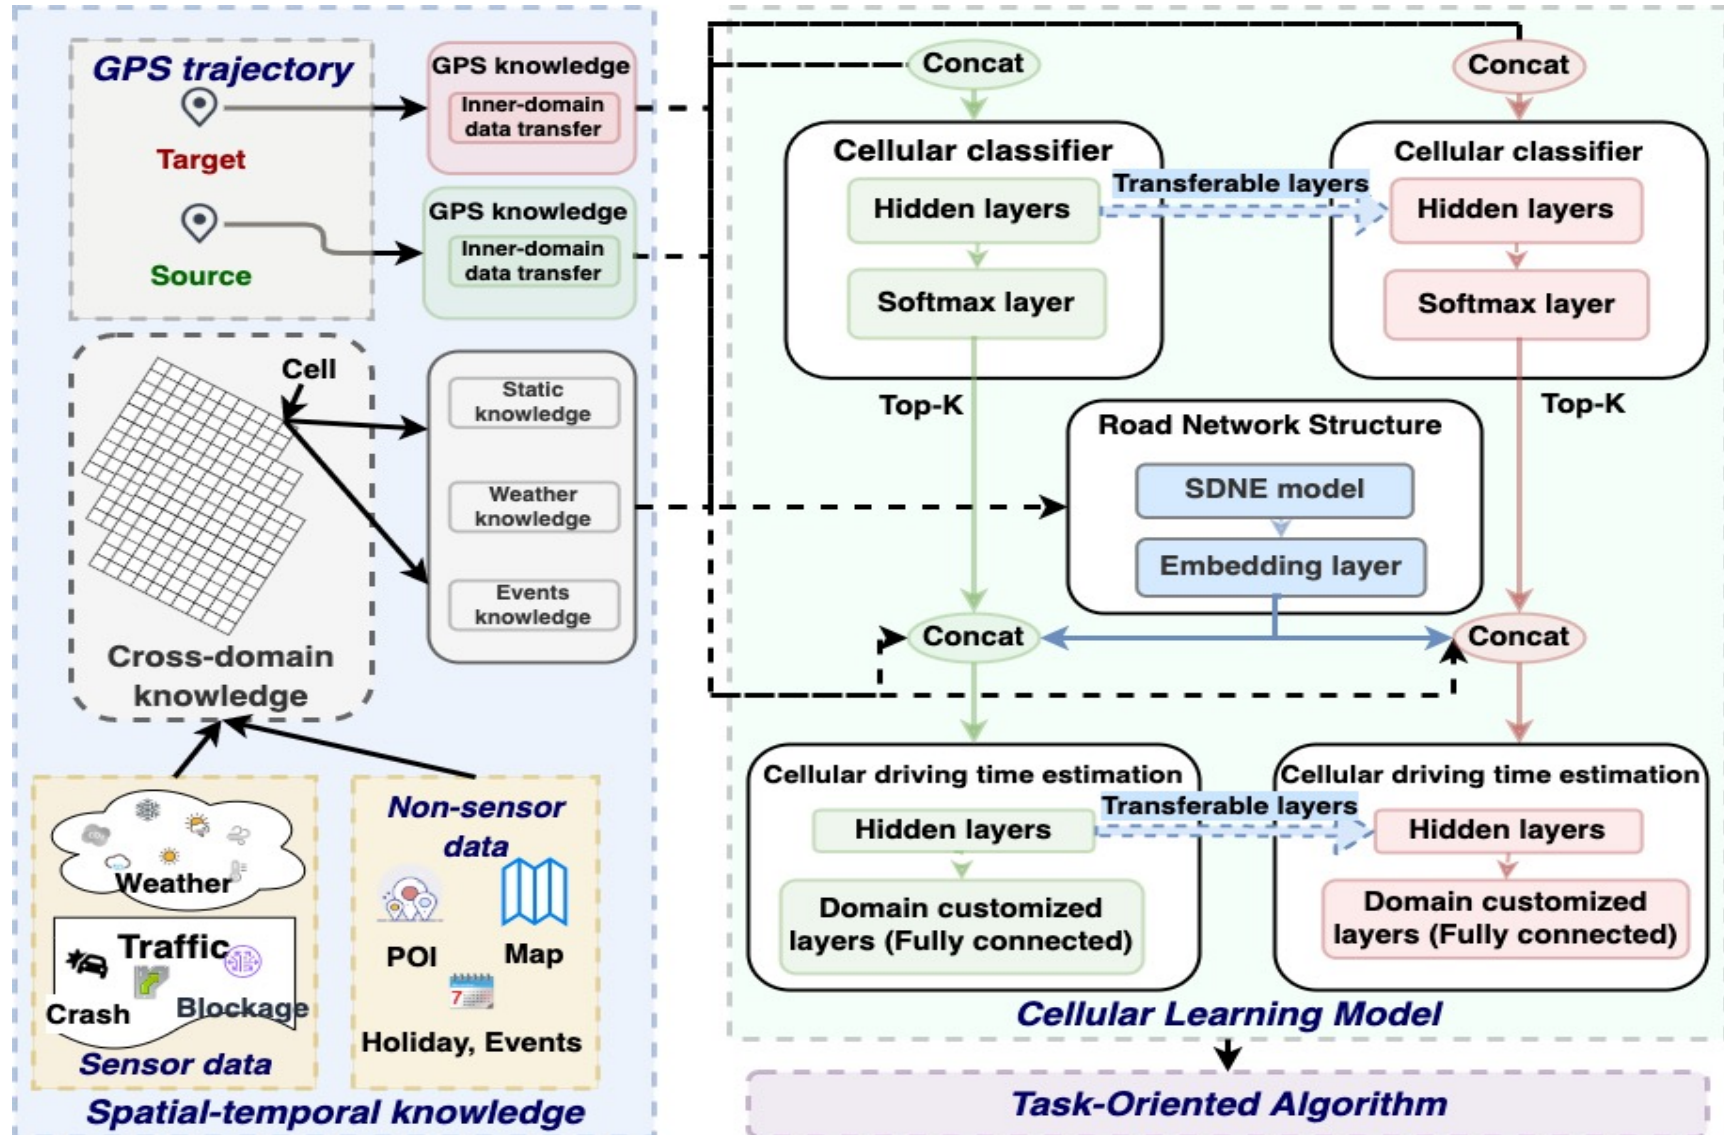 GPS trajectory
Target
Source
GPS knowledge
Inner-domain
data transfer
GPS knowledge
Inner-domain
data transfer
Cell
Cross-domain
knowledge
Static
knowledge
Weather
knowledge
Events
knowledge
Weather
Traffic
Crash
Blockage
Sensor data
Non-sensor
data
POI
Map
7
Holiday, Events
Spatial-temporal knowledge
Concat
Concat
Cellular classifier
Hidden layers
Softmax layer
Transferable layers
Cellular classifier
Hidden layers
Softmax layer
Top-K
Top-K
Road Network Structure
SDNE model
Embedding layer
Concat
Concat
Cellular driving time estimation
Hidden layers
Domain customized
layers (Fully connected)
Transferable layers
Cellular driving time estimation
Hidden layers
Domain customized
layers (Fully connected)
Cellular Learning Model
Task-Oriented Algorithm